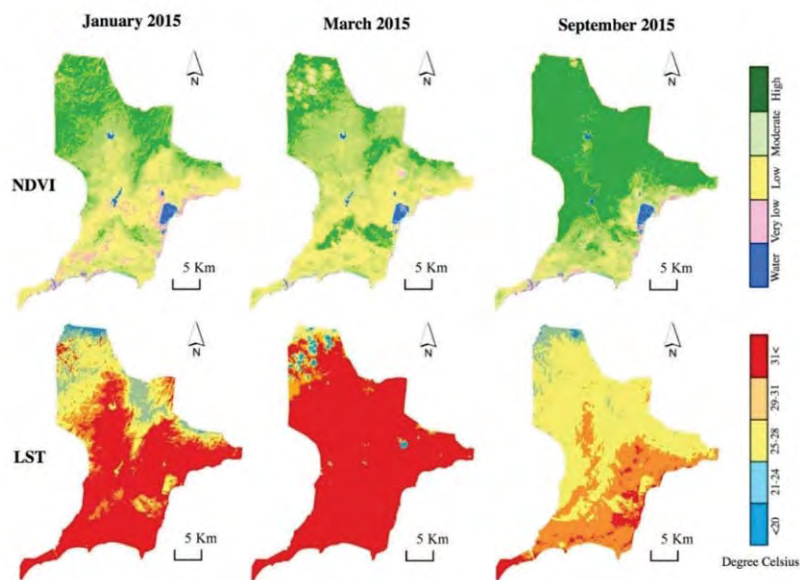 January 2015
March 2015
September 2015
N
N
N
NDVI
5 Km
5 Km
5 Km
High
Moderate
Low
Very low
Water
N
N
N
LST
5 Km
5 Km
5 Km
31<
29-31
25-28
21-24
<20
Degree Celsius